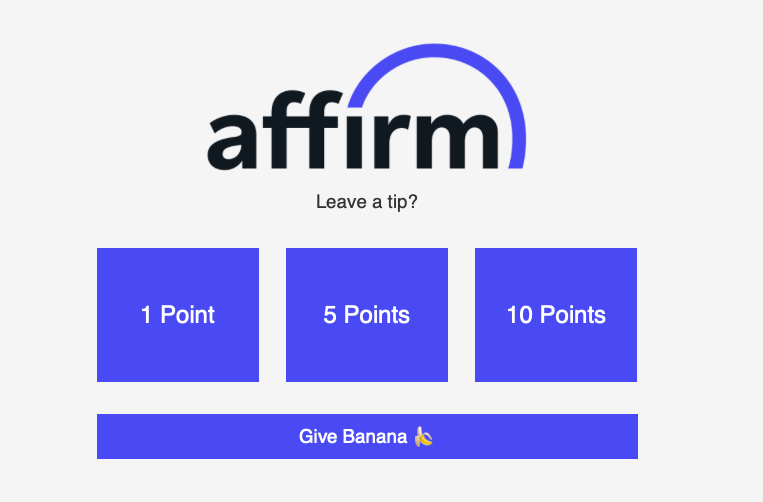 affirm
Leave a tip?
1 Point
5 Points
10 Points
Give Banana 🍌